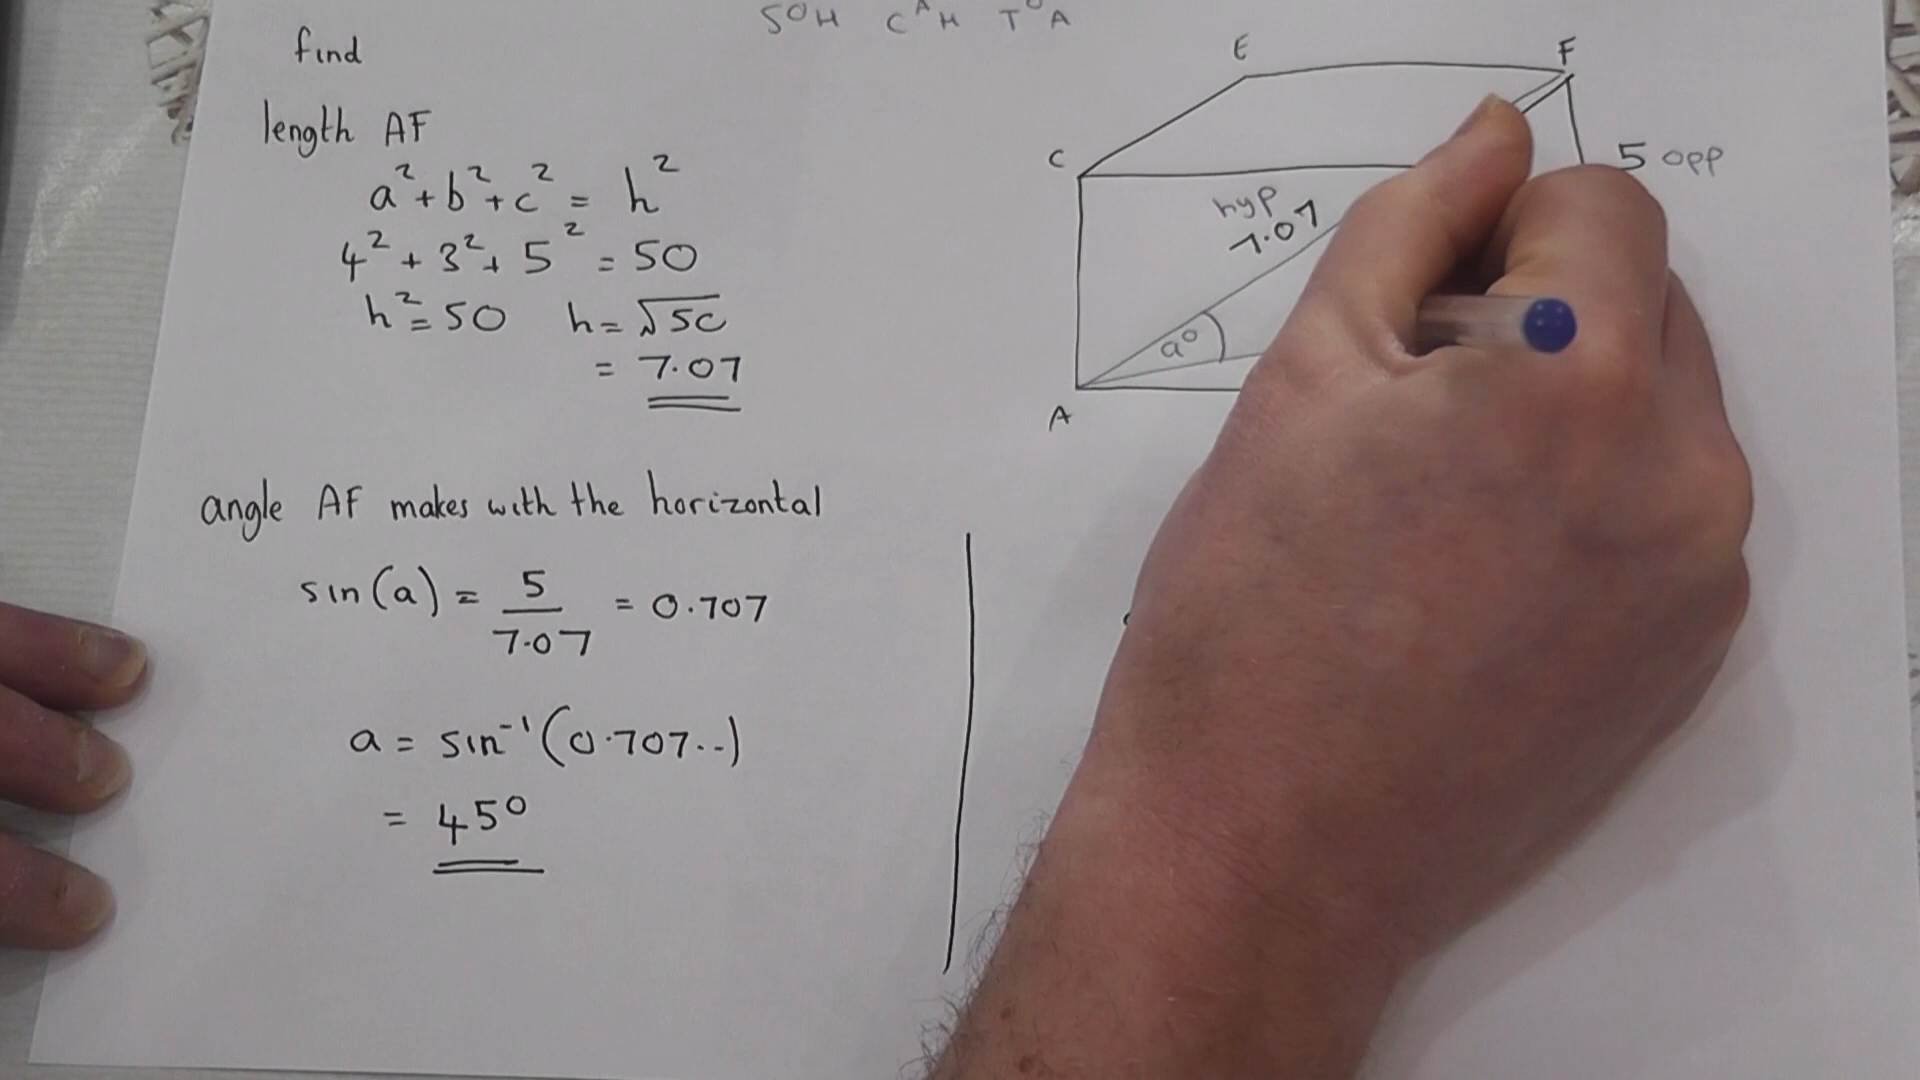 SOH CAH TOA
find
length AF
a² + b² + c² = h²
4² + 3² + 5² = 50
h² = 50 h = √50
= 7.07
angle AF makes with the horizontal
sin(a) = 5/7.07 = 0.707
a = sin⁻¹(0.707..)
= 45°
E F
C
5 opp
hyp
7.07
a°
A